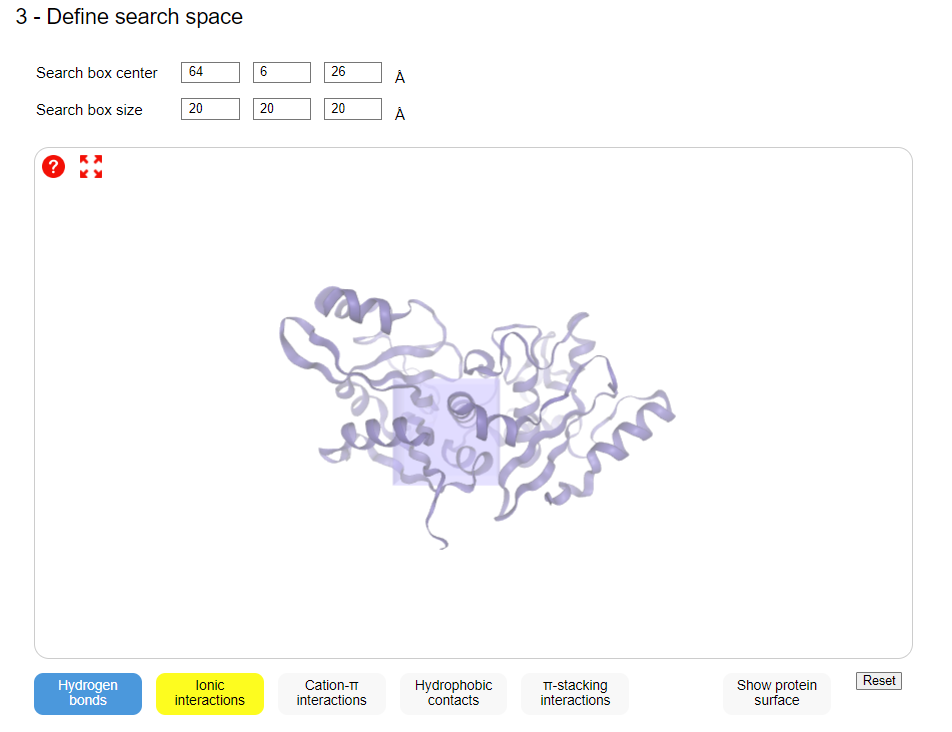 3 - Define search space
Search box center 64 6 26 Å
Search box size 20 20 20 Å
?
Hydrogen bonds
Ionic interactions
Cation-π interactions
Hydrophobic contacts
π-stacking interactions
Show protein surface
Reset